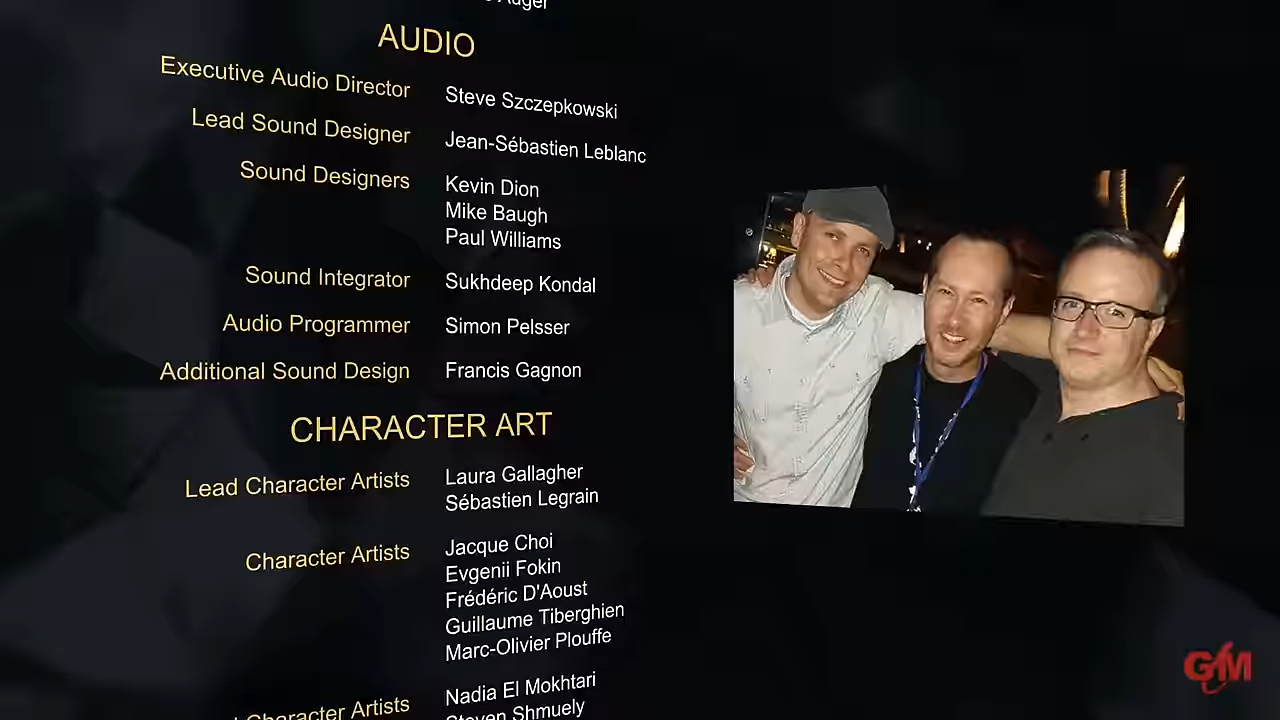 Auger
AUDIO
Executive Audio Director Steve Szczepkowski
Lead Sound Designer Jean-Sébastien Leblanc
Sound Designers Kevin Dion
Mike Baugh
Paul Williams
Sound Integrator Sukhdeep Kondal
Audio Programmer Simon Pelsser
Additional Sound Design Francis Gagnon
CHARACTER ART
Lead Character Artists Laura Gallagher
Sébastien Legrain
Character Artists Jacque Choi
Evgenii Fokin
Frédéric D'Aoust
Guillaume Tiberghien
Marc-Olivier Plouffe
Character Artists Nadia El Mokhtari
Steven Shmuely
GfM